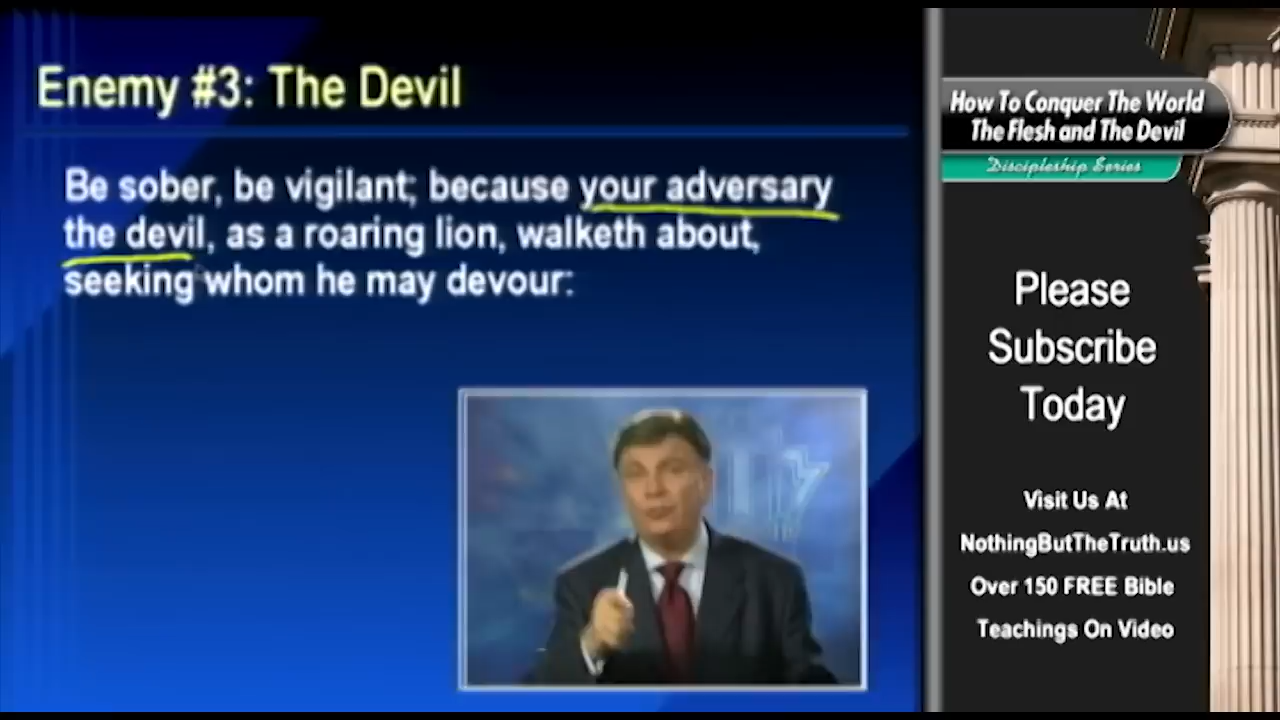 Enemy #3: The Devil
Be sober, be vigilant; because your adversary
the devil, as a roaring lion, walketh about,
seeking whom he may devour:
How To Conquer The World
The Flesh and The Devil
Discipleship Series
Please
Subscribe
Today
Visit Us At
NothingButTheTruth.us
Over 150 FREE Bible
Teachings On Video